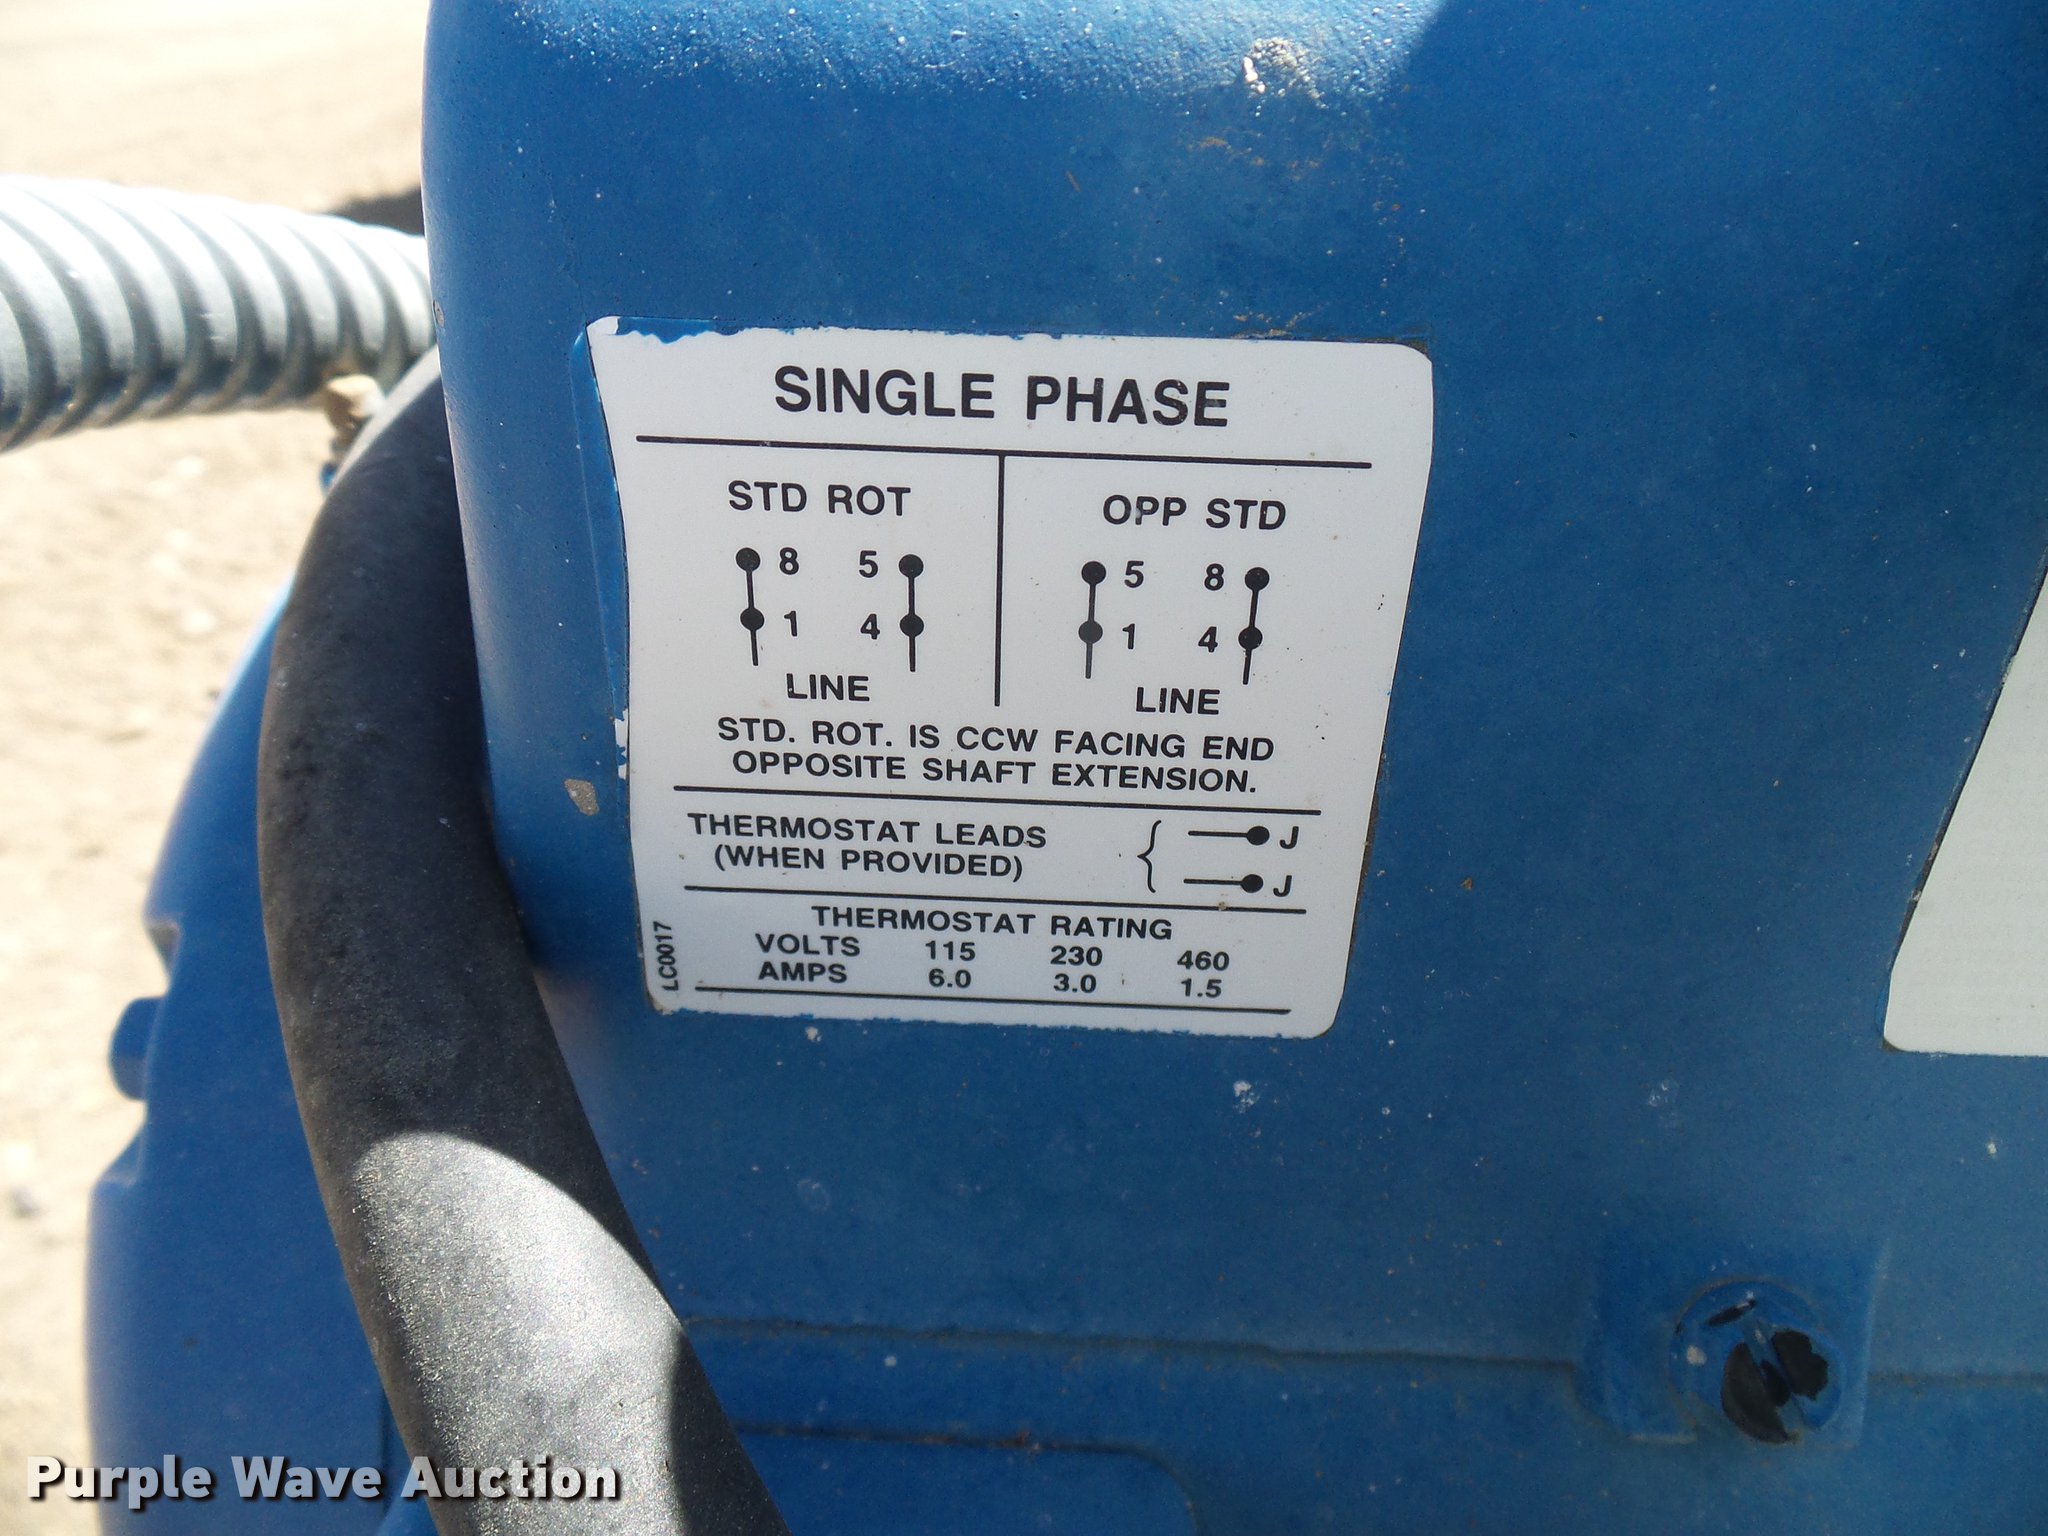 SINGLE PHASE
STD ROT
8 5
1 4
LINE
OPP STD
5 8
1 4
LINE
STD. ROT. IS CCW FACING END
OPPOSITE SHAFT EXTENSION.
THERMOSTAT LEADS
(WHEN PROVIDED)
J
J
THERMOSTAT RATING
VOLTS 115 230 460
AMPS 6.0 3.0 1.5
LC0017
Purple Wave Auction